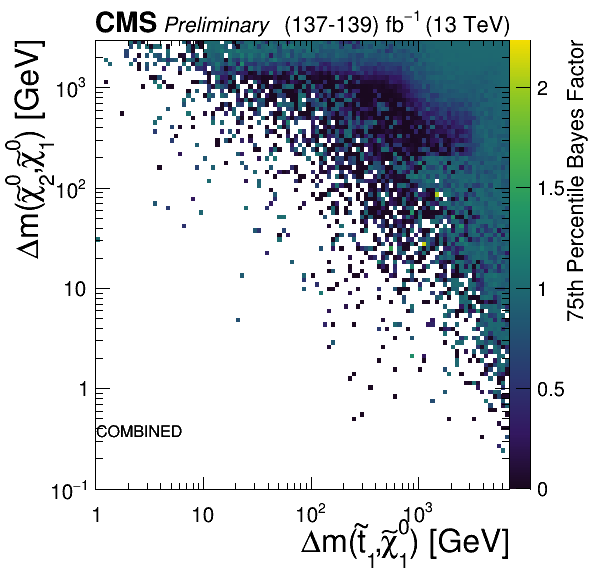 CMS Preliminary (137-139) fb⁻¹ (13 TeV)
Δm(χ̃⁰₂,χ̃⁰₁) [GeV]
10³
10²
10
1
10⁻¹
COMBINED
1 10 10² 10³
Δm(t̃₁,χ̃⁰₁) [GeV]
2
1.5
1
0.5
0
75th Percentile Bayes Factor